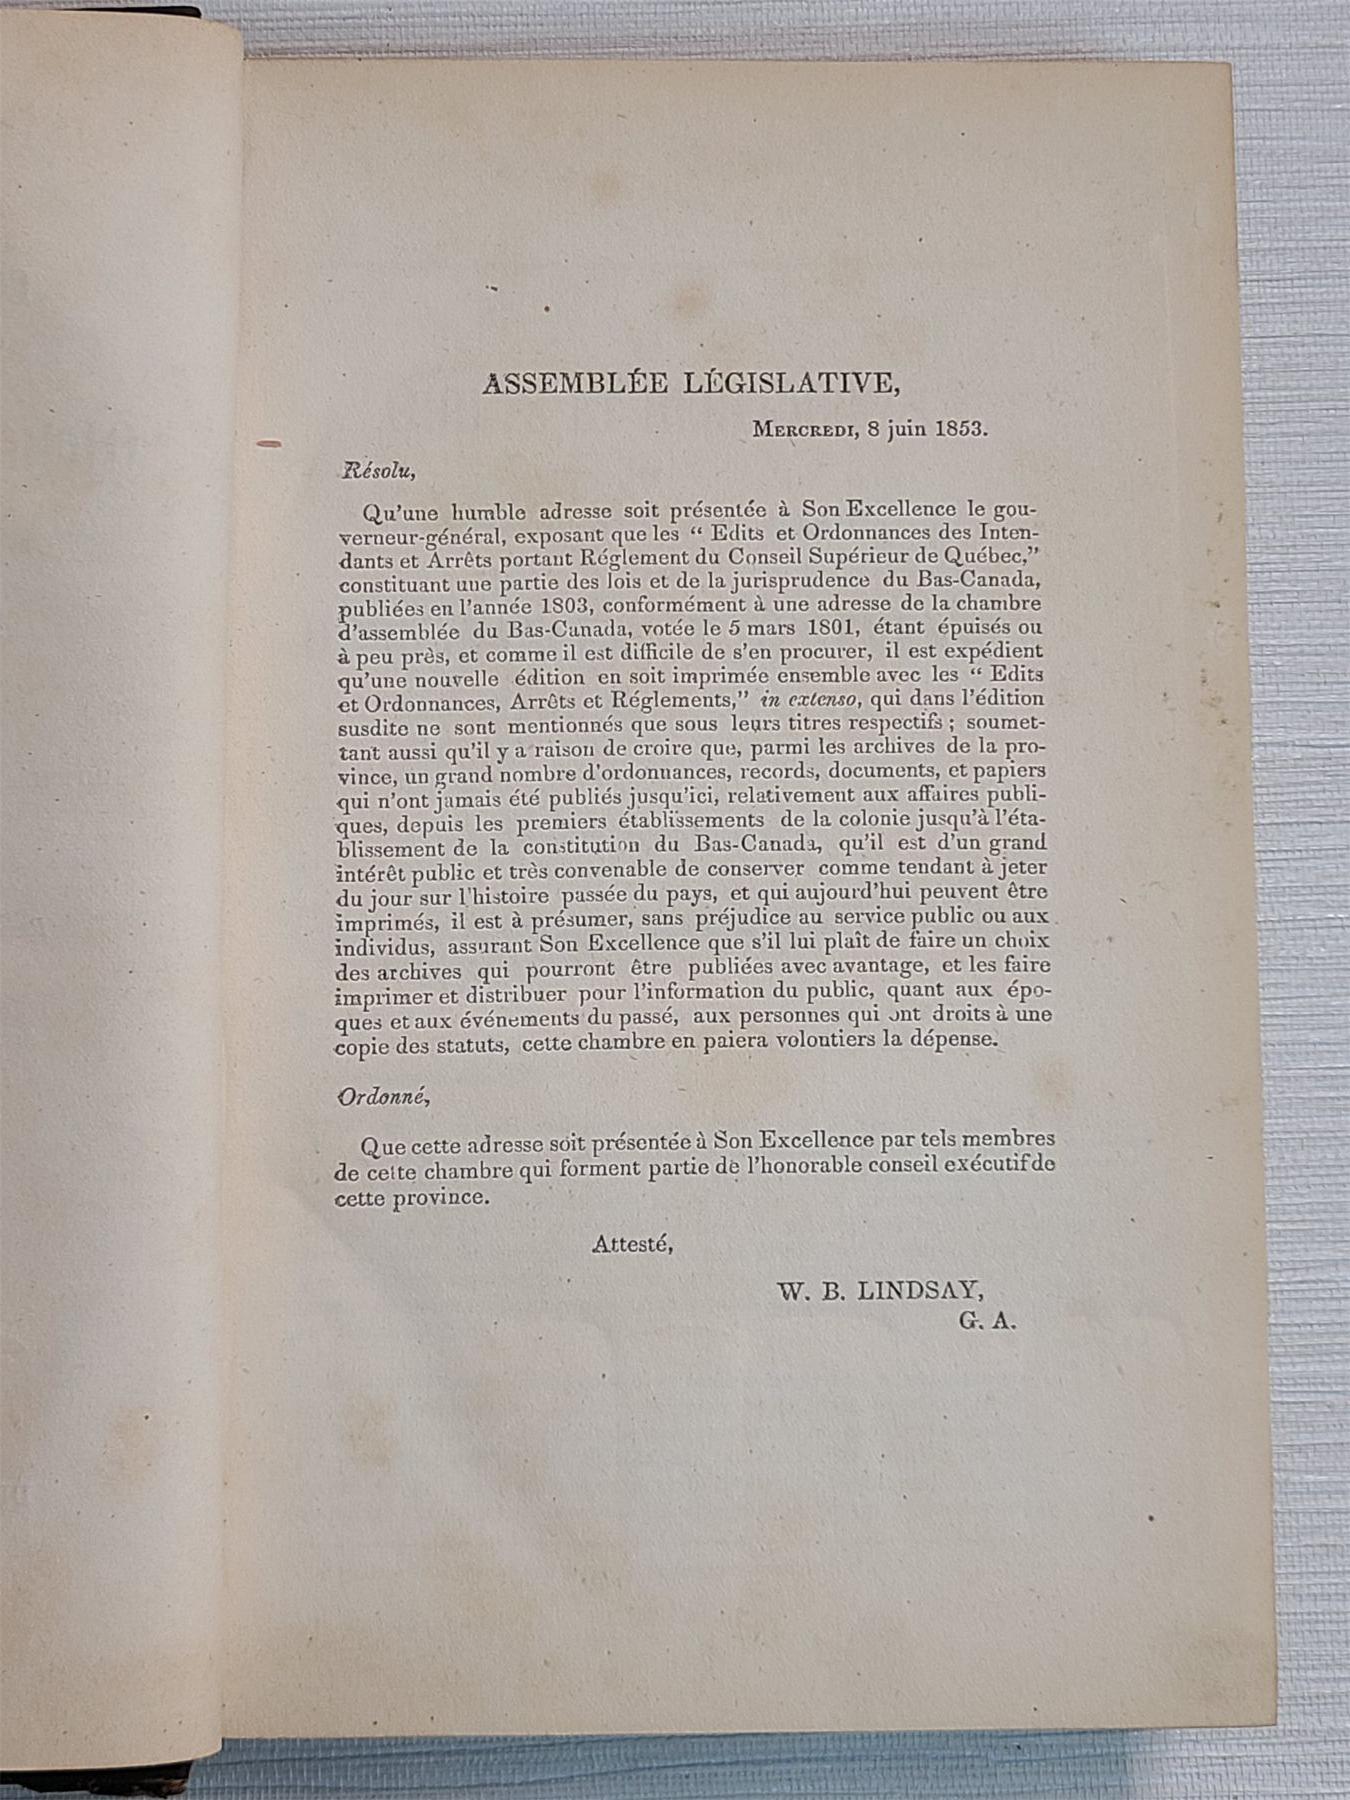 ASSEMBLÉE LÉGISLATIVE,
MERCREDI, 8 juin 1853.
Résolu,
Qu'une humble adresse soit présentée à Son Excellence le gou-
verneur-général, exposant que les “ Edits et Ordonnances des Inten-
dants et Arrêts portant Réglement du Conseil Supérieur de Québec,”
constituant une partie des lois et de la jurisprudence du Bas-Canada,
publiées en l'année 1803, conformément à une adresse de la chambre
d'assemblée du Bas-Canada, votée le 5 mars 1801, étant épuisés ou
à peu près, et comme il est difficile de s'en procurer, il est expédient
qu'une nouvelle édition en soit imprimée ensemble avec les “ Edits
et Ordonnances, Arrêts et Réglements,” in extenso, qui dans l'édition
susdite ne sont mentionnés que sous leurs titres respectifs ; soumet-
tant aussi qu'il y a raison de croire que, parmi les archives de la pro-
vince, un grand nombre d'ordonnances, records, documents, et papiers
qui n'ont jamais été publiés jusqu'ici, relativement aux affaires publi-
ques, depuis les premiers établissements de la colonie jusqu'à l'éta-
blissement de la constitution du Bas-Canada, qu'il est d'un grand
intérêt public et très convenable de conserver comme tendant à jeter
du jour sur l'histoire passée du pays, et qui aujourd'hui peuvent être
imprimés, il est à présumer, sans préjudice au service public ou aux
individus, assurant Son Excellence que s'il lui plaît de faire un choix
des archives qui pourront être publiées avec avantage, et les faire
imprimer et distribuer pour l'information du public, quant aux épo-
ques et aux événements du passé, aux personnes qui ont droits à une
copie des statuts, cette chambre en paiera volontiers la dépense.
Ordonné,
Que cette adresse soit présentée à Son Excellence par tels membres
de cette chambre qui forment partie de l'honorable conseil exécutif de
cette province.
Attesté,
W. B. LINDSAY,
G. A.